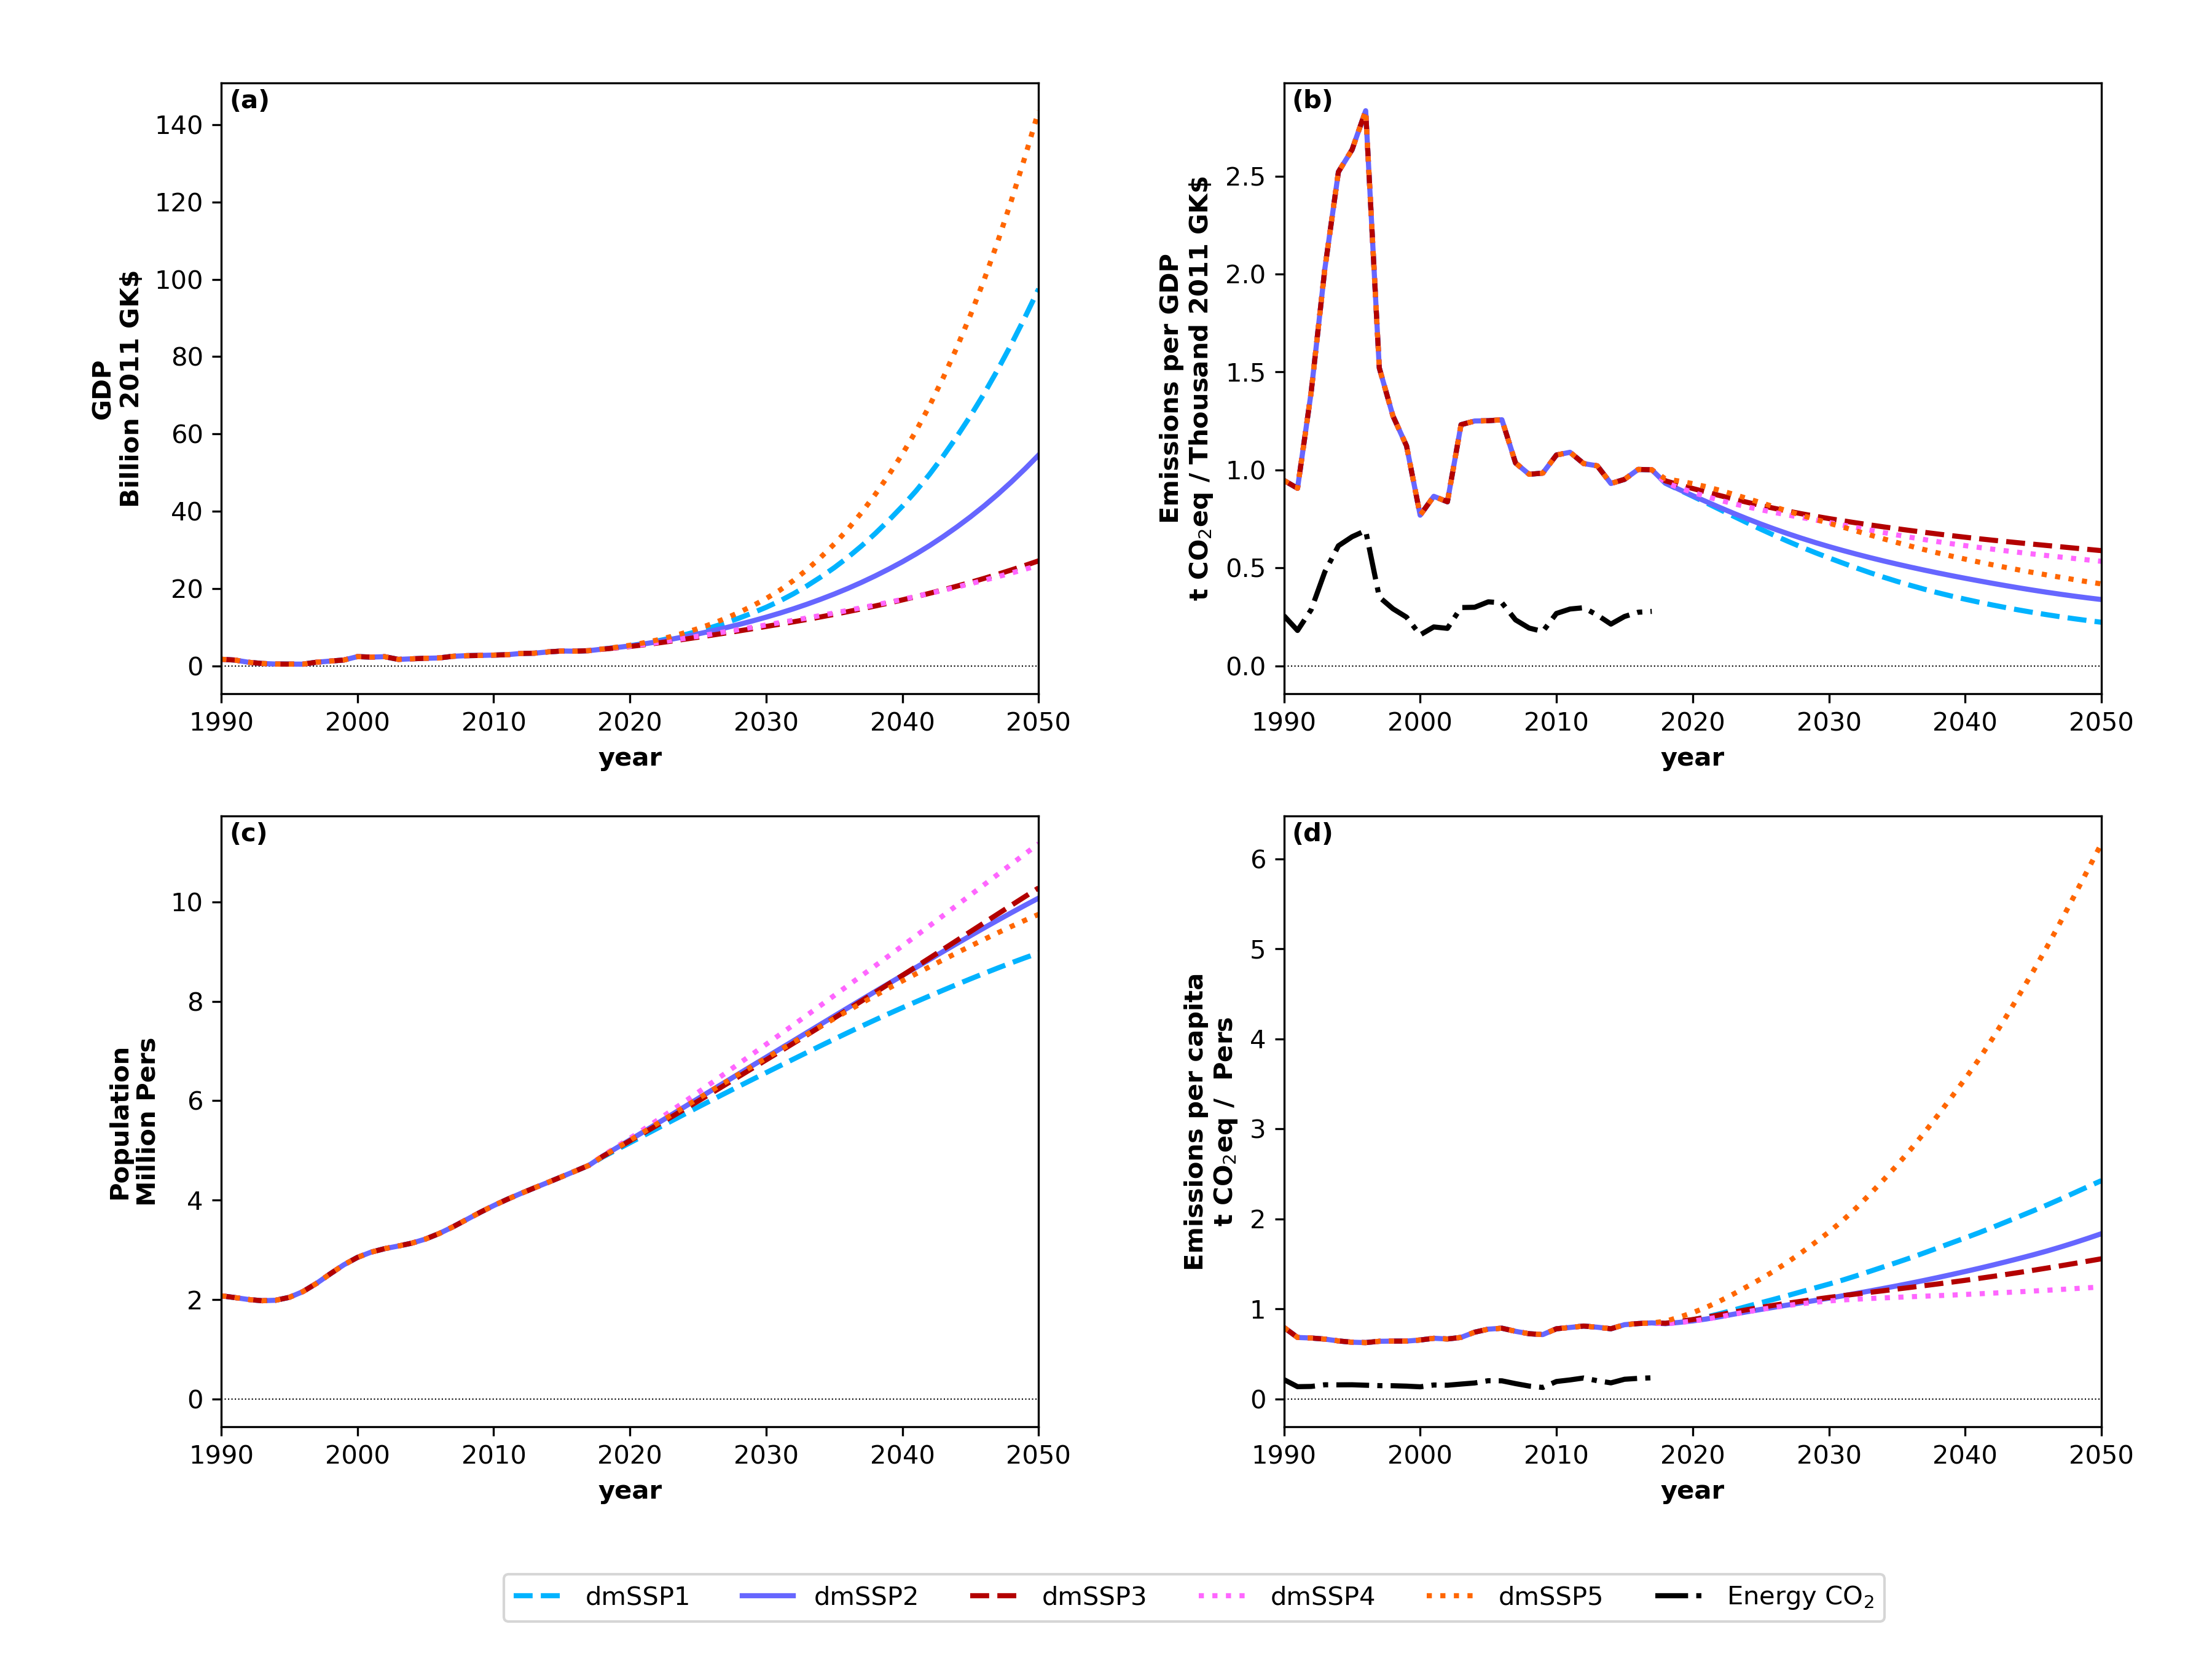 (a)
140
120
100
80
60
40
20
0
GDP
Billion 2011 GK$
1990 2000 2010 2020 2030 2040 2050
year
(b)
2.5
2.0
1.5
1.0
0.5
0.0
Emissions per GDP
t CO₂eq / Thousand 2011 GK$
1990 2000 2010 2020 2030 2040 2050
year
(c)
10
8
6
4
2
0
Population
Million Pers
1990 2000 2010 2020 2030 2040 2050
year
(d)
6
5
4
3
2
1
0
Emissions per capita
t CO₂eq / Pers
1990 2000 2010 2020 2030 2040 2050
year
dmSSP1 dmSSP2 dmSSP3 dmSSP4 dmSSP5 Energy CO₂